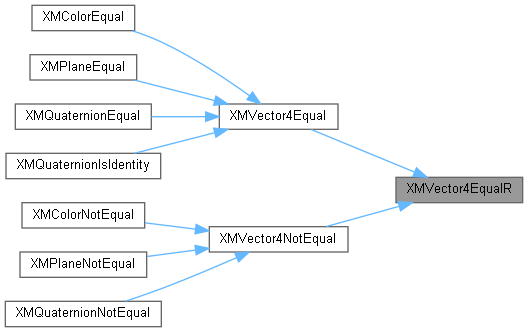 XMColorEqual
XMPlaneEqual
XMQuaternionEqual
XMQuaternionIsIdentity
XMColorNotEqual
XMPlaneNotEqual
XMQuaternionNotEqual
XMVector4Equal
XMVector4NotEqual
XMVector4EqualR